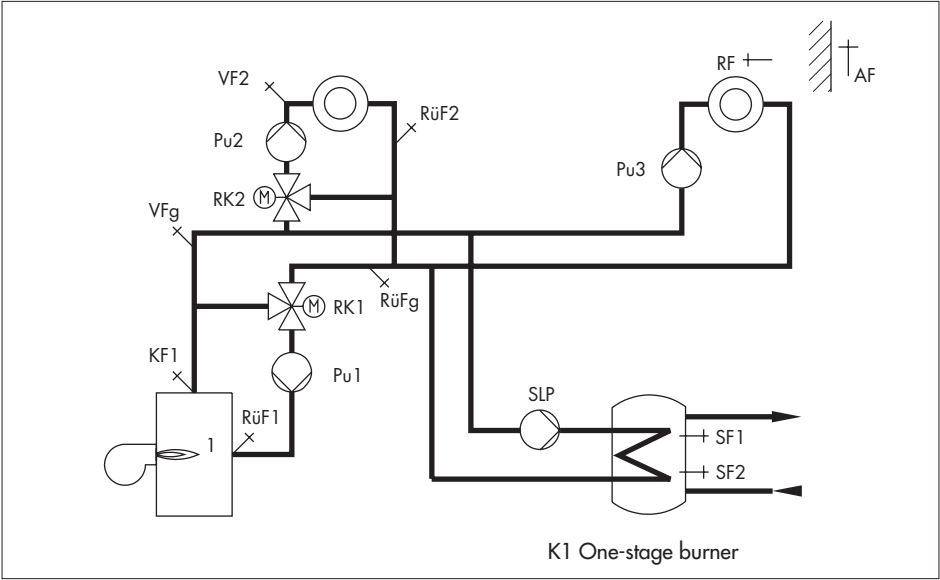 RF
AF
VF2
RüF2
Pu2
Pu3
M
RK2
VFg
RüFg
M
RK1
KF1
Pu1
RüF1
SLP
1
SF1
SF2
K1 One-stage burner